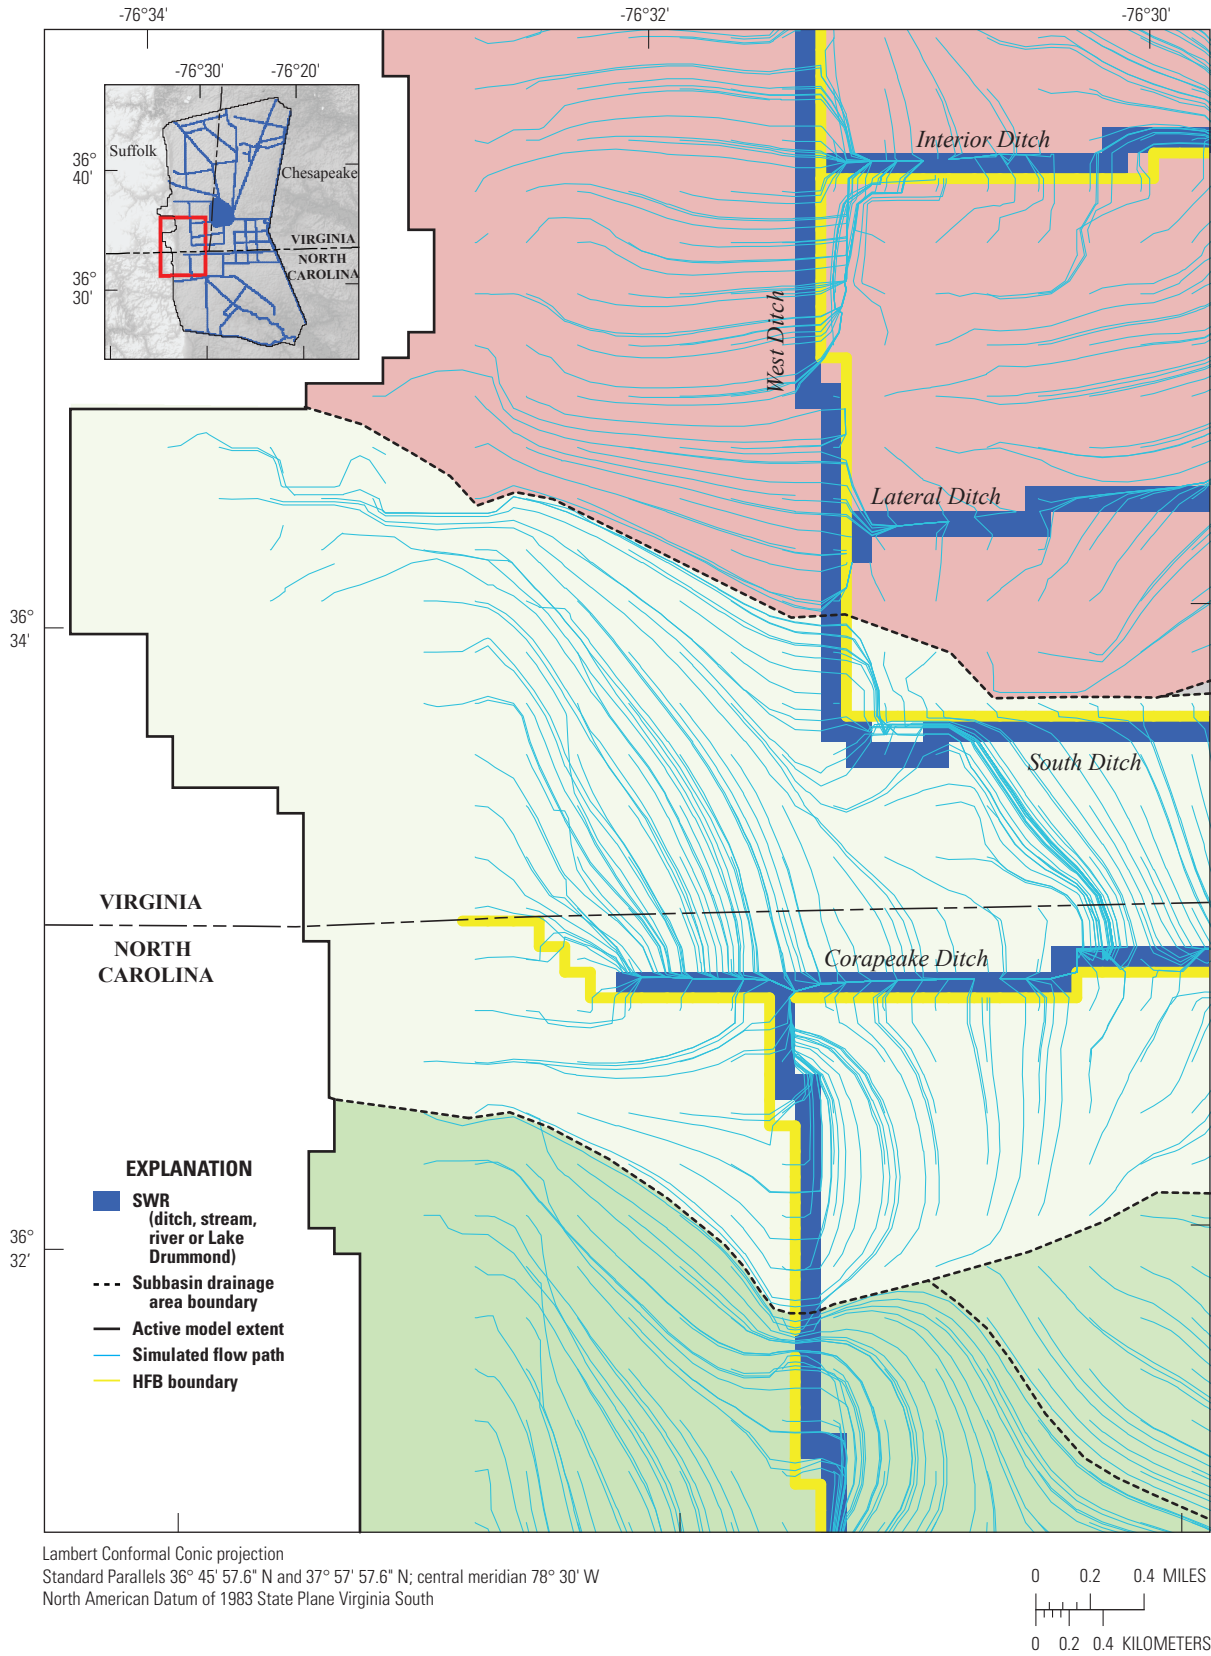 -76°34'
-76°32'
-76°30'
-76°30'
-76°20'
Suffolk
36°
40'
Chesapeake
VIRGINIA
NORTH
CAROLINA
36°
30'
Interior Ditch
West Ditch
Lateral Ditch
36°
34'
South Ditch
VIRGINIA
NORTH
CAROLINA
Corapeake Ditch
EXPLANATION
SWR
(ditch, stream,
river or Lake
Drummond)
Subbasin drainage
area boundary
Active model extent
Simulated flow path
HFB boundary
36°
32'
Lambert Conformal Conic projection
Standard Parallels 36° 45' 57.6" N and 37° 57' 57.6" N; central meridian 78° 30' W
North American Datum of 1983 State Plane Virginia South
0 0.2 0.4 MILES
0 0.2 0.4 KILOMETERS